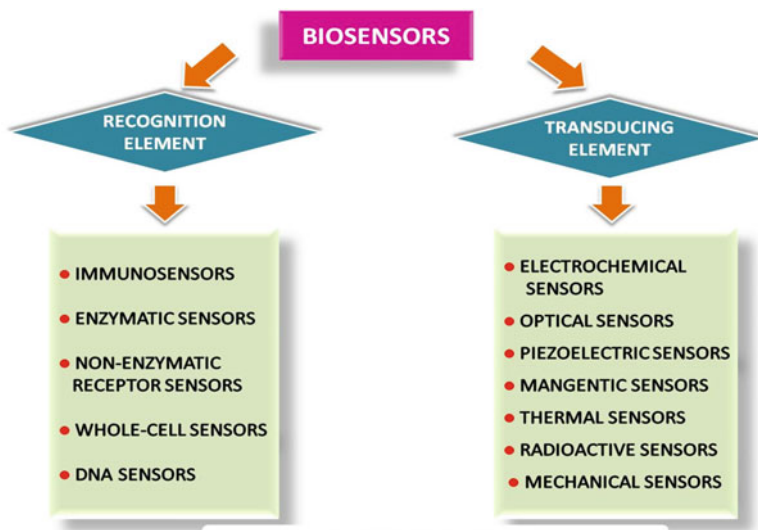 BIOSENSORS
RECOGNITION
ELEMENT
TRANSDUCING
ELEMENT
• IMMUNOSENSORS
• ENZYMATIC SENSORS
• NON-ENZYMATIC
RECEPTOR SENSORS
• WHOLE-CELL SENSORS
• DNA SENSORS
• ELECTROCHEMICAL
SENSORS
• OPTICAL SENSORS
• PIEZOELECTRIC SENSORS
• MANGENTIC SENSORS
• THERMAL SENSORS
• RADIOACTIVE SENSORS
• MECHANICAL SENSORS